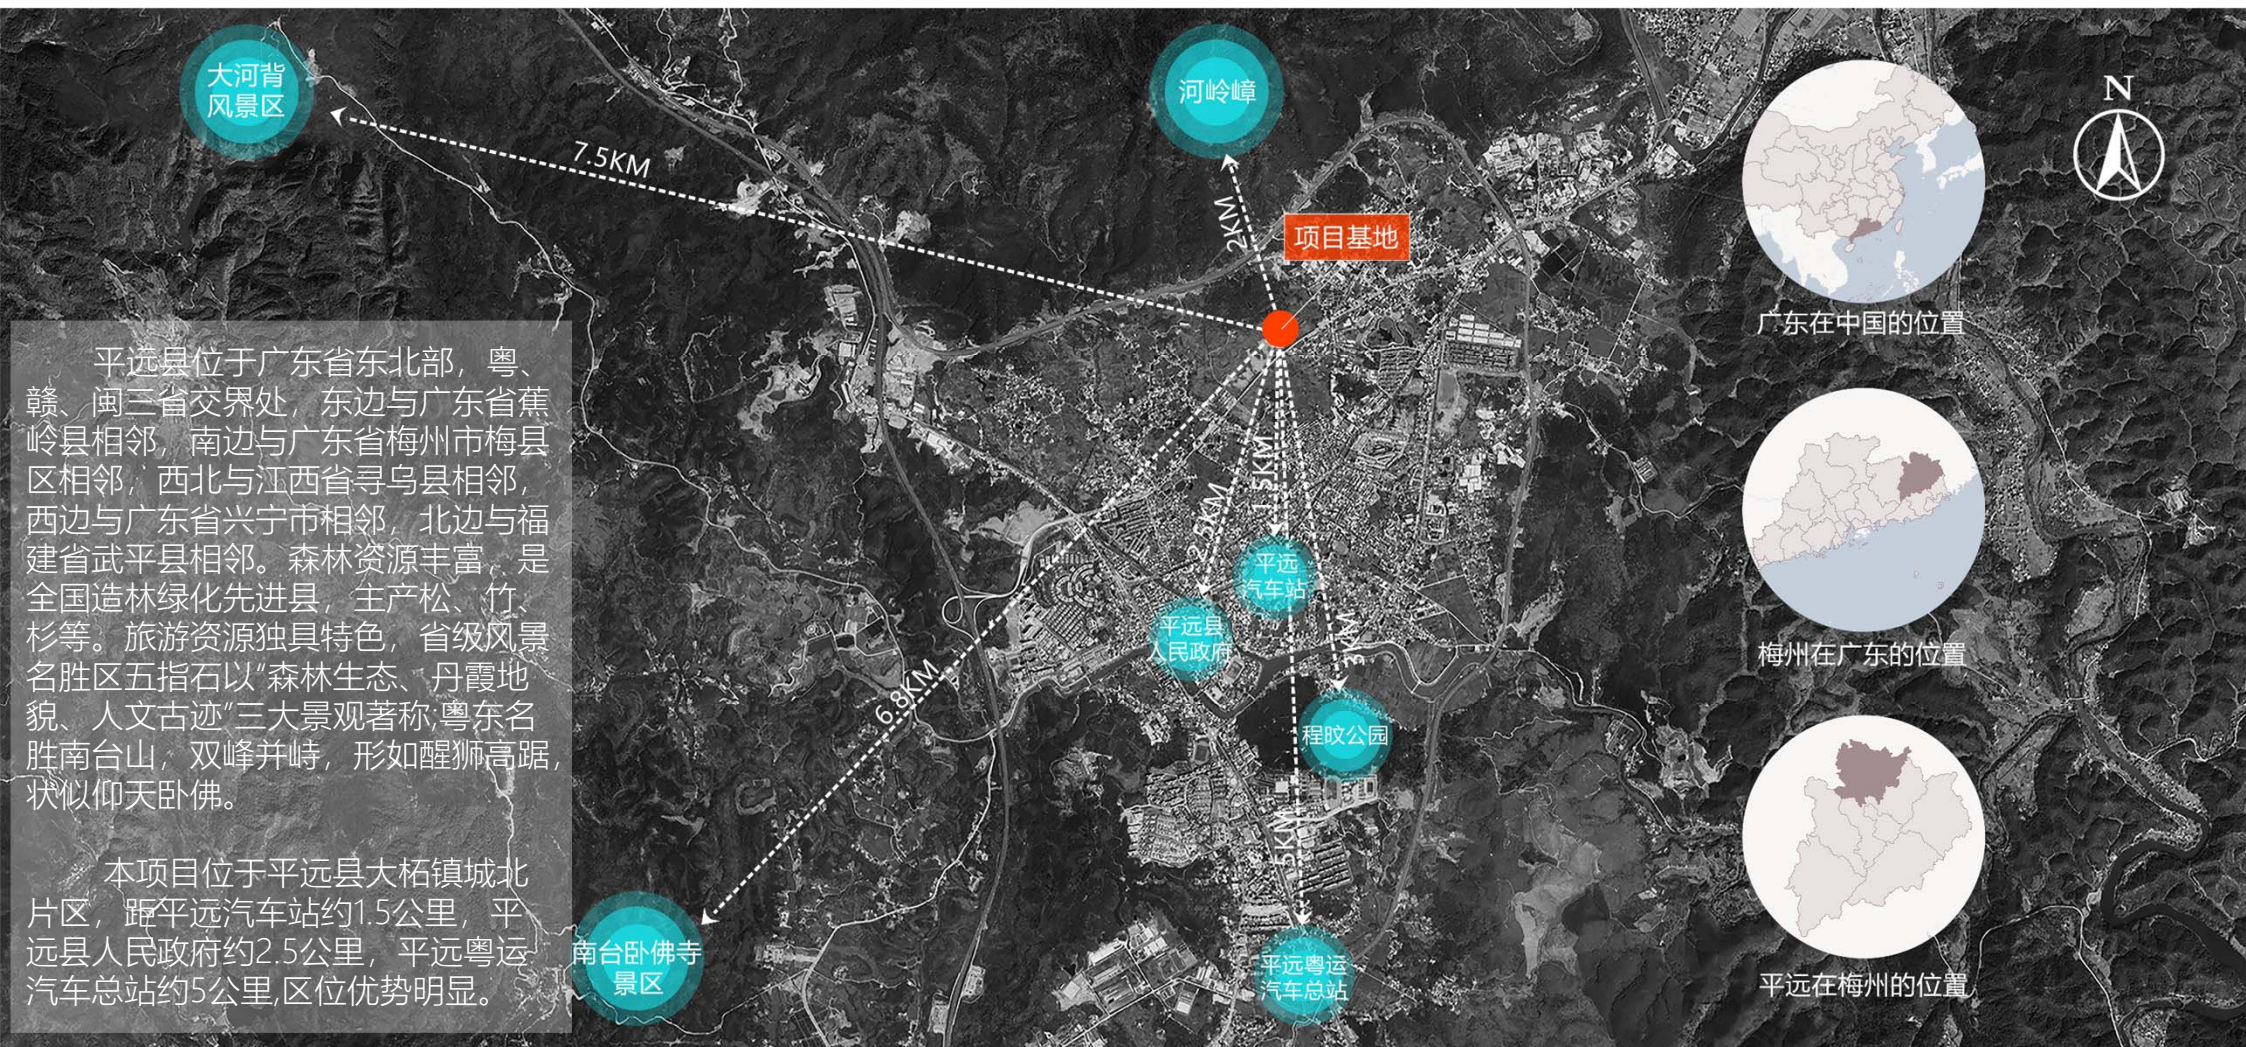 大河背
风景区
河岭嶂
N
7.5KM
2KM
项目基地
广东在中国的位置
平远县位于广东省东北部，粤、
赣、闽三省交界处，东边与广东省蕉
岭县相邻，南边与广东省梅州市梅县
区相邻，西北与江西省寻乌县相邻，
西边与广东省兴宁市相邻，北边与福
建省武平县相邻。森林资源丰富，是
全国造林绿化先进县，主产松、竹、
杉等。旅游资源独具特色，省级风景
名胜区五指石以“森林生态、丹霞地
貌、人文古迹”三大景观著称;粤东名
胜南台山，双峰并峙，形如醒狮高踞，
状似仰天卧佛。
本项目位于平远县大柘镇城北
片区，距平远汽车站约1.5公里，平
远县人民政府约2.5公里，平远粤运
汽车总站约5公里,区位优势明显。
1.5KM
2.5KM
平远
汽车站
平远县
人民政府
3KM
6.8KM
程旼公园
5KM
南台卧佛寺
景区
平远粤运
汽车总站
梅州在广东的位置
平远在梅州的位置